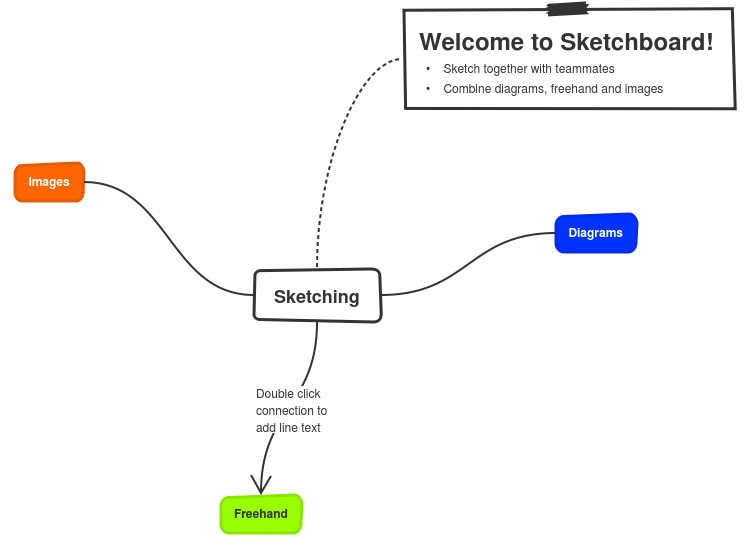 Welcome to Sketchboard!
• Sketch together with teammates
• Combine diagrams, freehand and images
Images
Diagrams
Sketching
Double click
connection to
add line text
Freehand